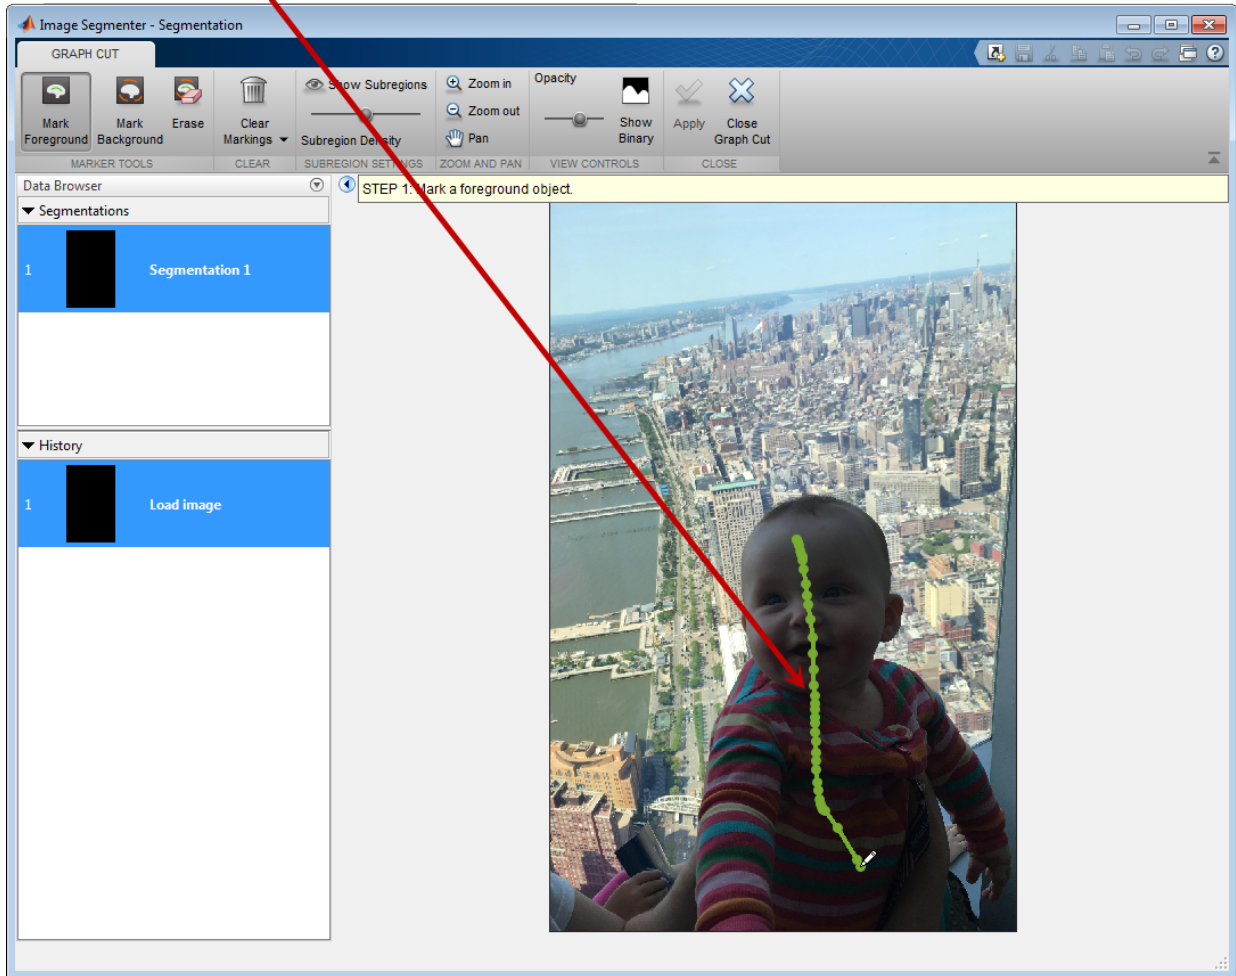 Image Segmenter - Segmentation
GRAPH CUT
Mark Foreground
Mark Background
Erase
Clear Markings
Show Subregions
Subregion Density
Zoom in
Zoom out
Pan
Opacity
Show Binary
Apply
Close Graph Cut
MARKER TOOLS
CLEAR
SUBREGION SETTINGS
ZOOM AND PAN
VIEW CONTROLS
CLOSE
Data Browser
STEP 1: Mark a foreground object.
Segmentations
1 Segmentation 1
History
1 Load image